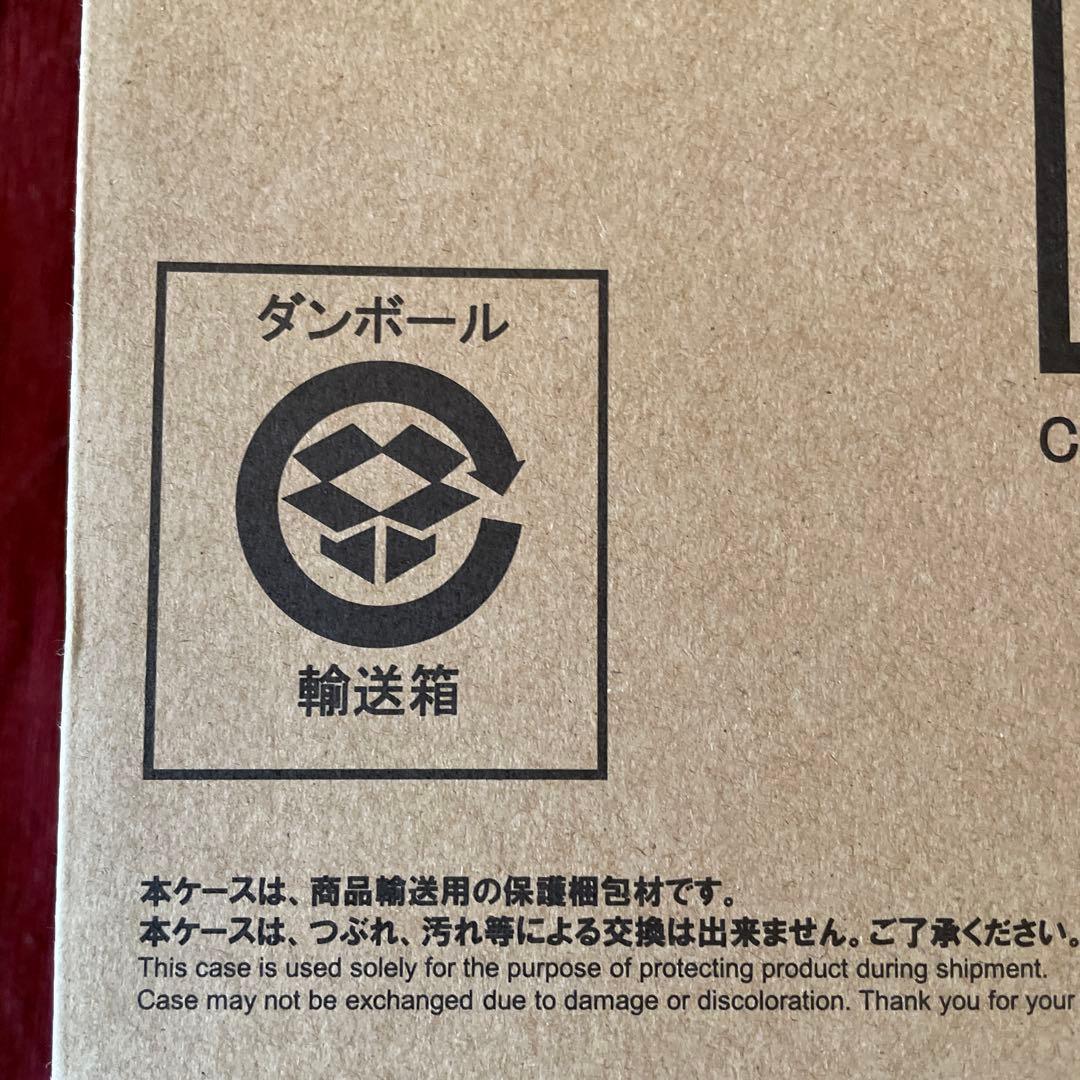 ダンボール
輸送箱
C
本ケースは、商品輸送用の保護梱包材です。
本ケースは、つぶれ、汚れ等による交換は出来ません。ご了承ください。
This case is used solely for the purpose of protecting product during shipment.
Case may not be exchanged due to damage or discoloration. Thank you for your